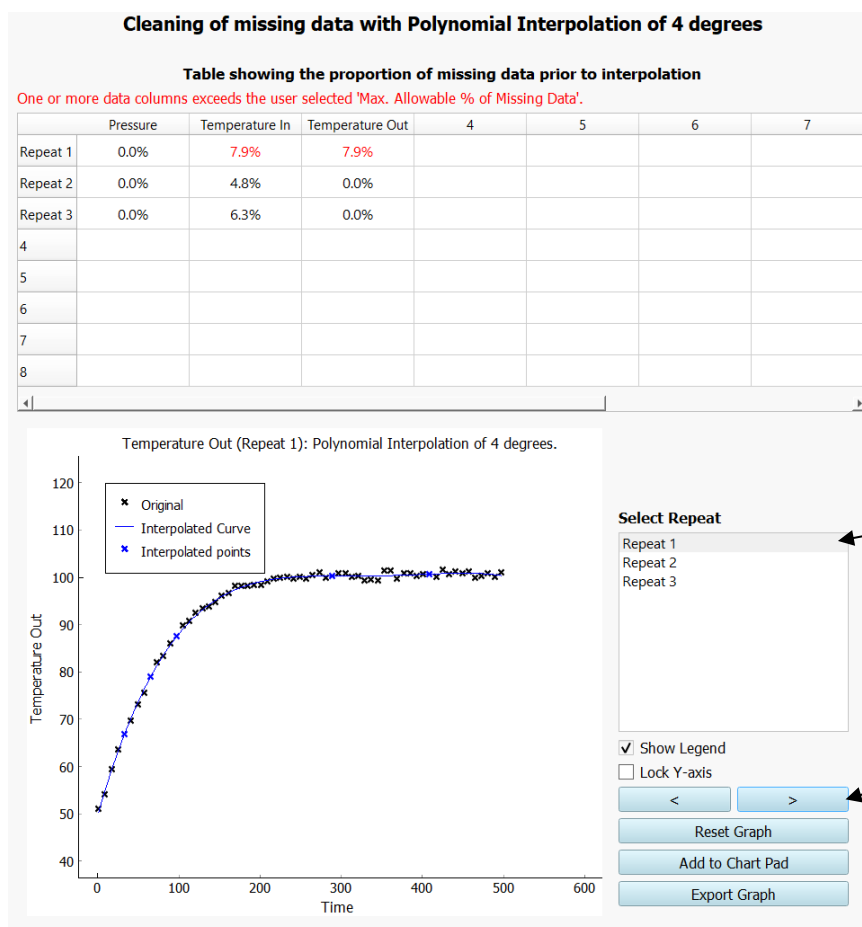 Cleaning of missing data with Polynomial Interpolation of 4 degrees
Table showing the proportion of missing data prior to interpolation
One or more data columns exceeds the user selected 'Max. Allowable % of Missing Data'.
Pressure Temperature In Temperature Out 4 5 6 7
Repeat 1 0.0% 7.9% 7.9%
Repeat 2 0.0% 4.8% 0.0%
Repeat 3 0.0% 6.3% 0.0%
4
5
6
7
8
Temperature Out (Repeat 1): Polynomial Interpolation of 4 degrees.
Original
Interpolated Curve
Interpolated points
120
110
100
90
80
70
60
50
40
Temperature Out
0 100 200 300 400 500 600
Time
Select Repeat
Repeat 1
Repeat 2
Repeat 3
Show Legend
Lock Y-axis
< >
Reset Graph
Add to Chart Pad
Export Graph